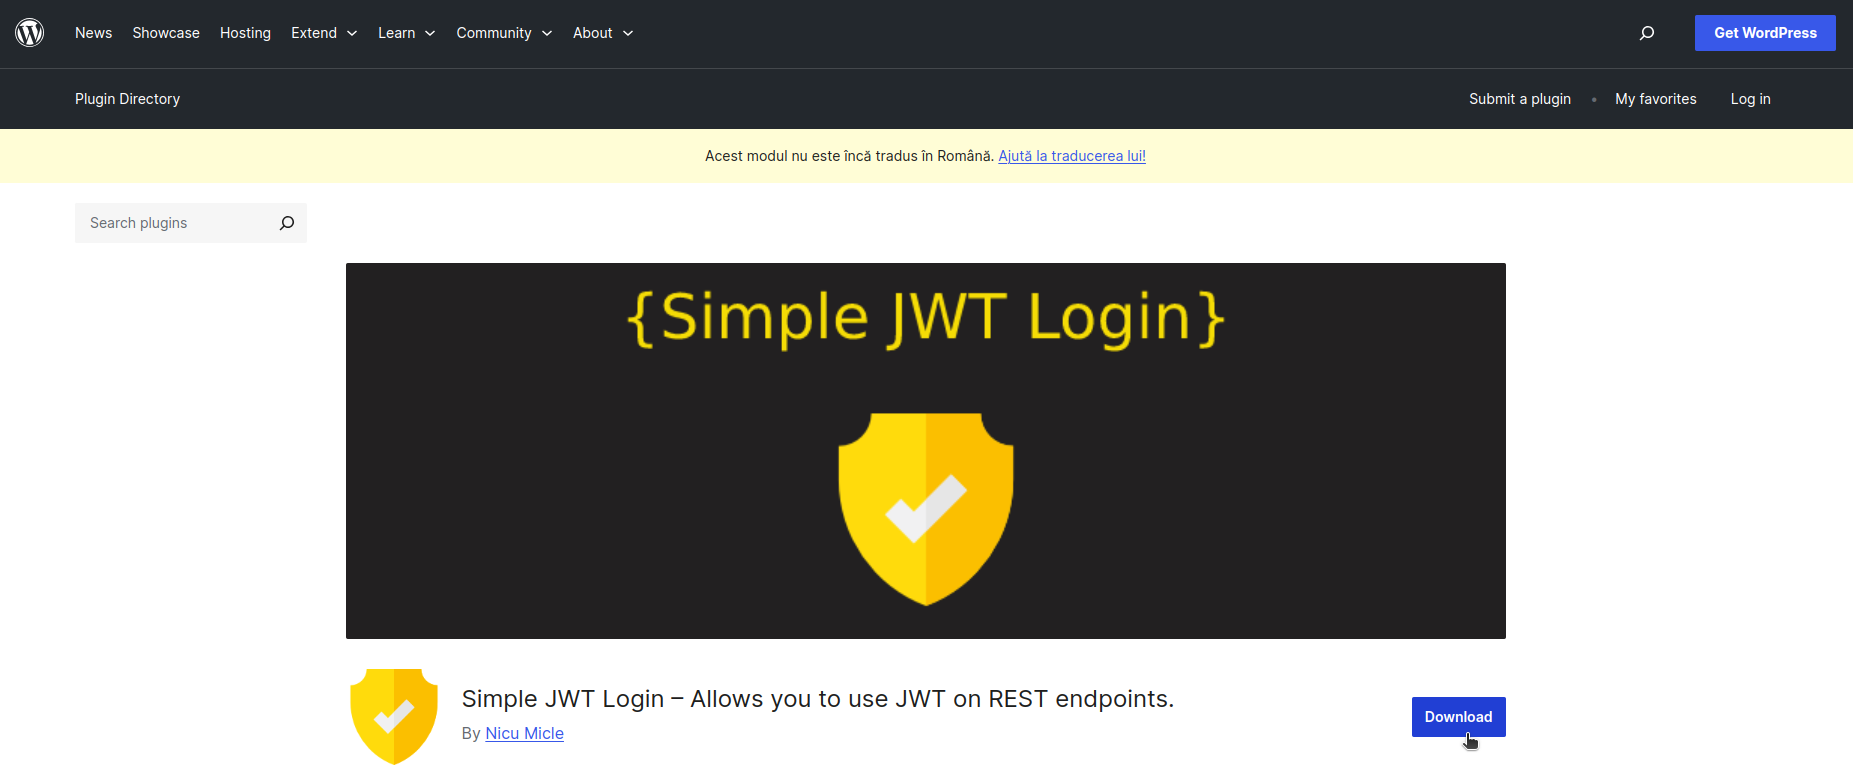 News Showcase Hosting Extend Learn Community About Get WordPress
Plugin Directory Submit a plugin • My favorites Log in
Acest modul nu este încă tradus în Română. Ajută la traducerea lui!
Search plugins
{Simple JWT Login}
Simple JWT Login – Allows you to use JWT on REST endpoints.
By Nicu Micle
Download